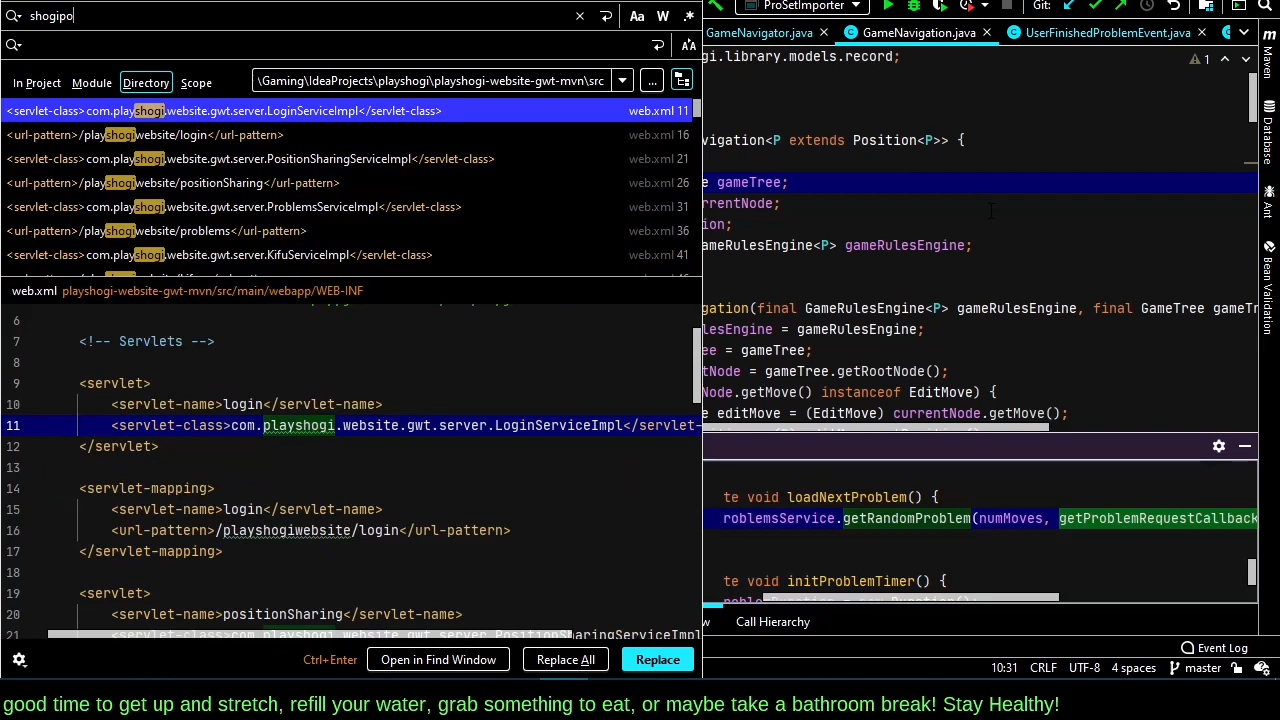 shogipo
Aa W .*
In Project Module Directory Scope \Gaming\IdeaProjects\playshogi\playshogi-website-gwt-mvn\src ...
<servlet-class>com.playshogi.website.gwt.server.LoginServiceImpl</servlet-class> web.xml 11
<url-pattern>/playshogiwebsite/login</url-pattern> web.xml 16
<servlet-class>com.playshogi.website.gwt.server.PositionSharingServiceImpl</servlet-class> web.xml 21
<url-pattern>/playshogiwebsite/positionSharing</url-pattern> web.xml 26
<servlet-class>com.playshogi.website.gwt.server.ProblemsServiceImpl</servlet-class> web.xml 31
<url-pattern>/playshogiwebsite/problems</url-pattern> web.xml 36
<servlet-class>com.playshogi.website.gwt.server.KifuServiceImpl</servlet-class> web.xml 41
web.xml playshogi-website-gwt-mvn/src/main/webapp/WEB-INF
6
7 <!-- Servlets -->
8
9 <servlet>
10 <servlet-name>login</servlet-name>
11 <servlet-class>com.playshogi.website.gwt.server.LoginServiceImpl</servlet-
12 </servlet>
13
14 <servlet-mapping>
15 <servlet-name>login</servlet-name>
16 <url-pattern>/playshogiwebsite/login</url-pattern>
17 </servlet-mapping>
18
19 <servlet>
20 <servlet-name>positionSharing</servlet-name>
21 <servlet-class>com.playshogi.website.gwt.server.PositionSharingServiceImpl
Ctrl+Enter Open in Find Window Replace All Replace
ProSetImporter Git:
GameNavigator.java GameNavigation.java UserFinishedProblemEvent.java
gi.library.models.record; 1
vigation<P extends Position<P>> {
e gameTree;
rrentNode;
ion;
ameRulesEngine<P> gameRulesEngine;
gation(final GameRulesEngine<P> gameRulesEngine, final GameTree gameTr
lesEngine = gameRulesEngine;
ee = gameTree;
tNode = gameTree.getRootNode();
Node.getMove() instanceof EditMove) {
e editMove = (EditMove) currentNode.getMove();
te void loadNextProblem() {
roblemsService.getRandomProblem(numMoves, getProblemRequestCallback
te void initProblemTimer() {
w Call Hierarchy
Event Log
10:31 CRLF UTF-8 4 spaces master
Maven
Database
Ant
Bean Validation
good time to get up and stretch, refill your water, grab something to eat, or maybe take a bathroom break! Stay Healthy!